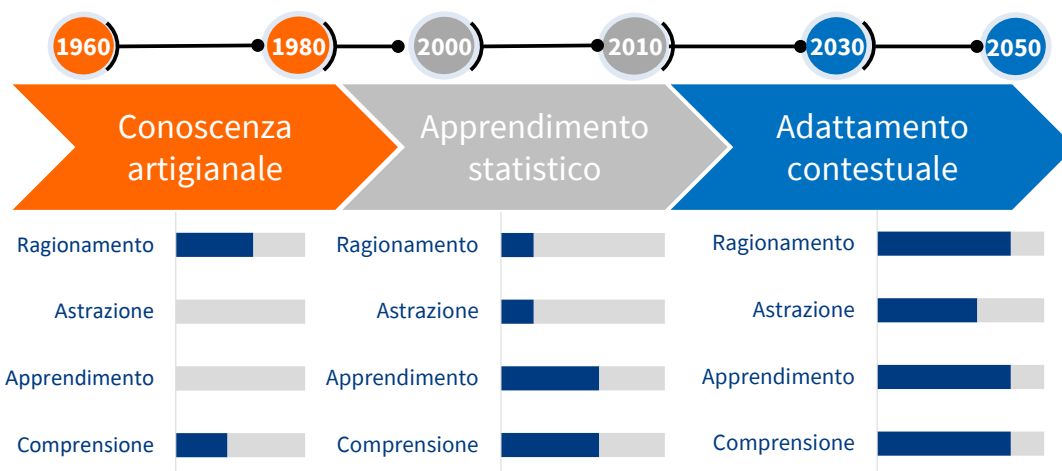 1960
1980
2000
2010
2030
2050
Conoscenza
artigianale
Apprendimento
statistico
Adattamento
contestuale
Ragionamento
Astrazione
Apprendimento
Comprensione
Ragionamento
Astrazione
Apprendimento
Comprensione
Ragionamento
Astrazione
Apprendimento
Comprensione